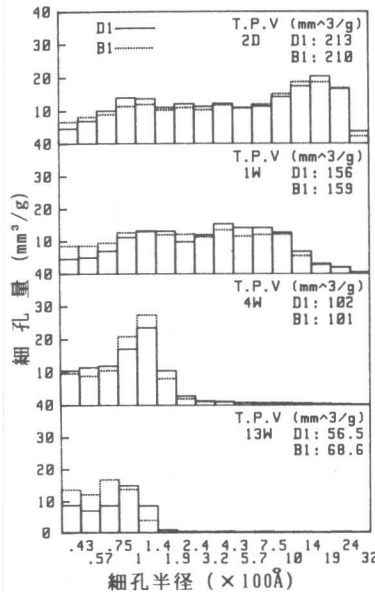 40
D1 T.P.V (mm^3/g)
B1 2D D1: 213
30 B1: 210
20
10
40
T.P.V (mm^3/g)
30 1W D1: 156
B1: 159
20
10
40
T.P.V (mm^3/g)
30 4W D1: 102
B1: 101
20
10
40
T.P.V (mm^3/g)
30 13W D1: 56.5
B1: 68.6
20
10
0
.43 .75 1.4 2.4 4.3 7.5 14 24
.57 1 1.9 3.2 5.7 10 19 32
細孔半径 (×100Å)
細孔量 (mm³/g)